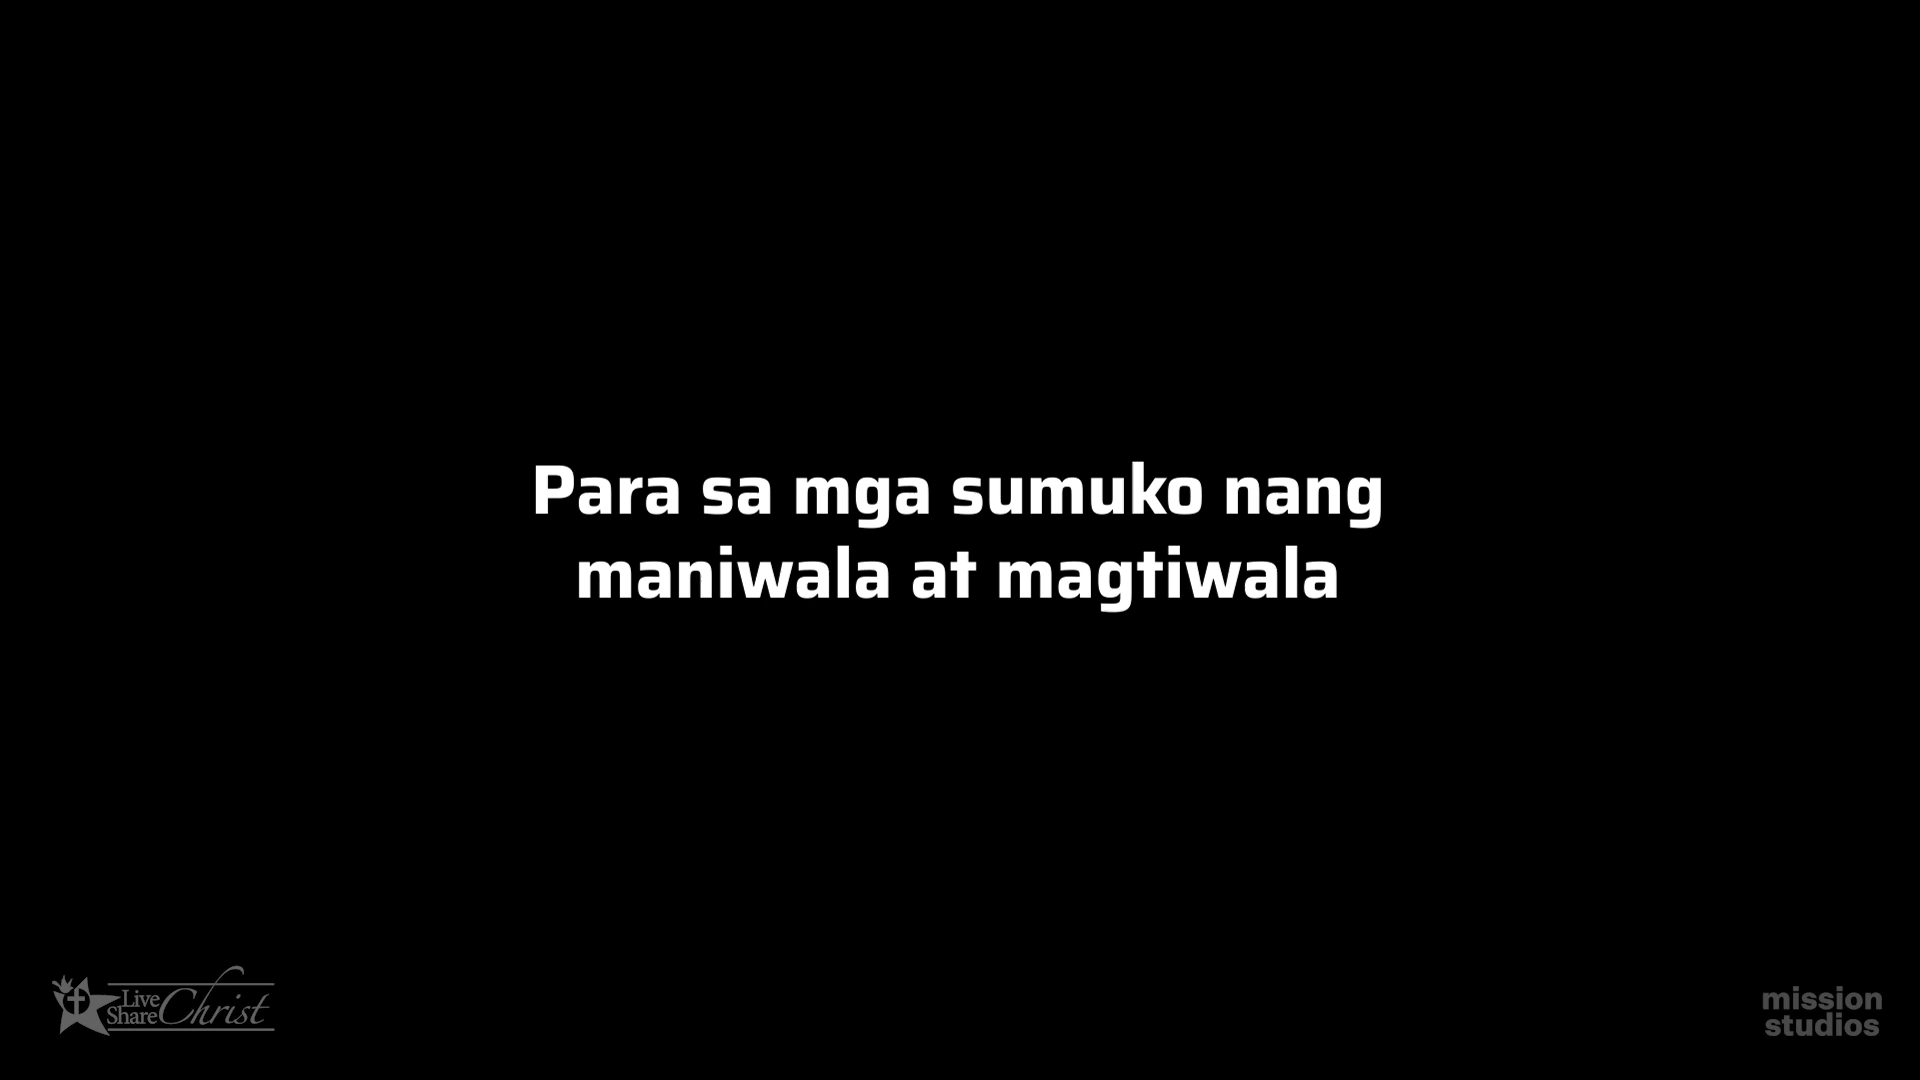 Para sa mga sumuko nang
maniwala at magtiwala
Live
Share Christ
mission
studios